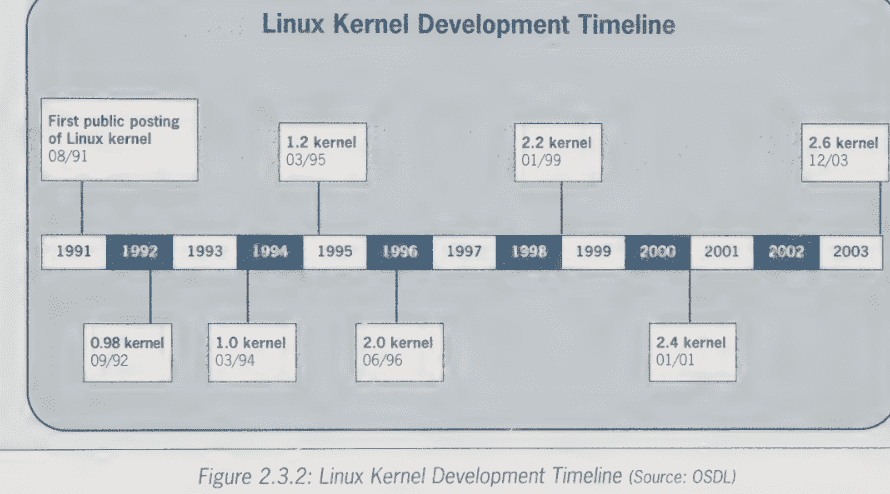 Linux Kernel Development Timeline
First public posting
of Linux kernel
08/91
1.2 kernel
03/95
2.2 kernel
01/99
2.6 kernel
12/03
1991 1992 1993 1994 1995 1996 1997 1998 1999 2000 2001 2002 2003
0.98 kernel
09/92
1.0 kernel
03/94
2.0 kernel
06/96
2.4 kernel
01/01
Figure 2.3.2: Linux Kernel Development Timeline (Source: OSDL)